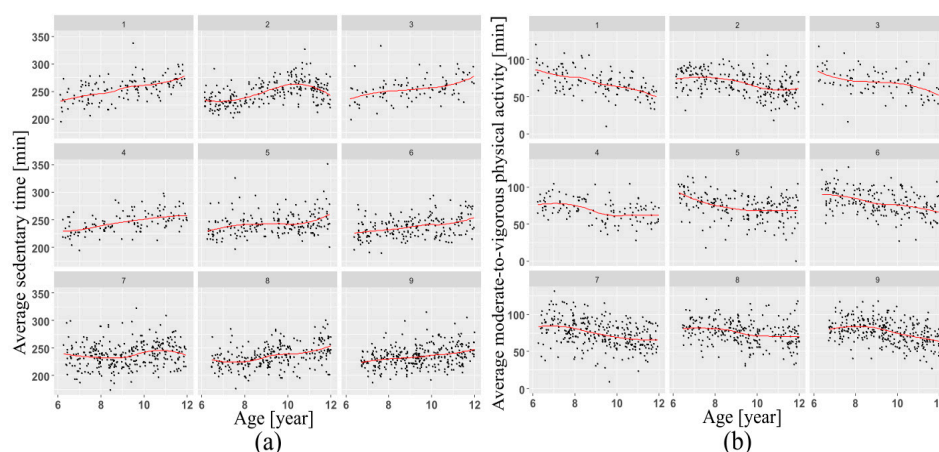 Average sedentary time [min]
1 2 3
350
300
250
200
4 5 6
350
300
250
200
7 8 9
350
300
250
200
6 8 10 12 6 8 10 12 6 8 10 12
Age [year]
(a)
Average moderate-to-vigorous physical activity [min]
1 2 3
100
50
0
4 5 6
100
50
0
7 8 9
100
50
0
6 8 10 12 6 8 10 12 6 8 10 1
Age [year]
(b)